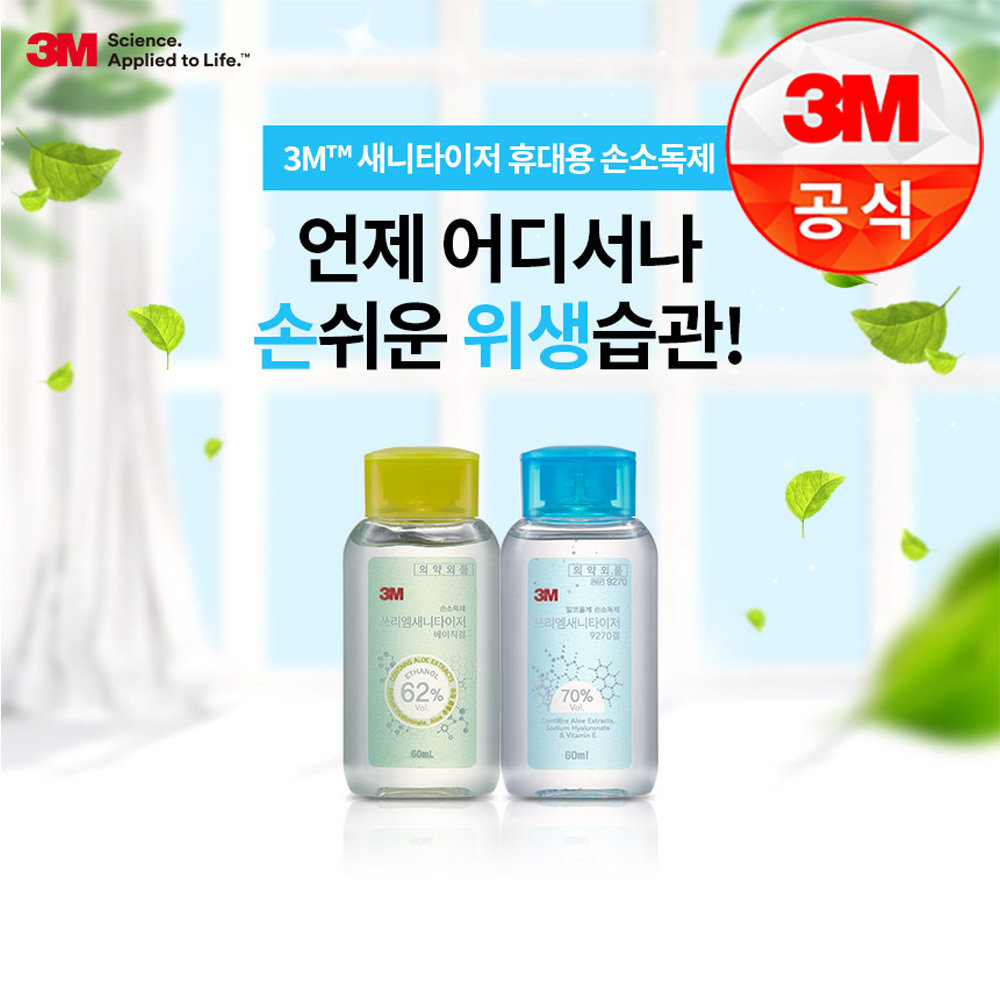 3M Science.
Applied to Life.™
3M
공식
3M™ 새니타이저 휴대용 손소독제
언제 어디서나
손쉬운 위생습관!
의약외품
3M
손소독제
쓰리엠새니타이저
베이직겔
CONTAINS ALOE EXTRACTS
ETHANOL
62%
Vol.
60mL
의약외품
REF 9270
3M
알코올계 손소독제
쓰리엠새니타이저
9270겔
70%
Vol.
Contains Aloe Extracts,
Sodium Hyaluronate
& Vitamin E.
60ml